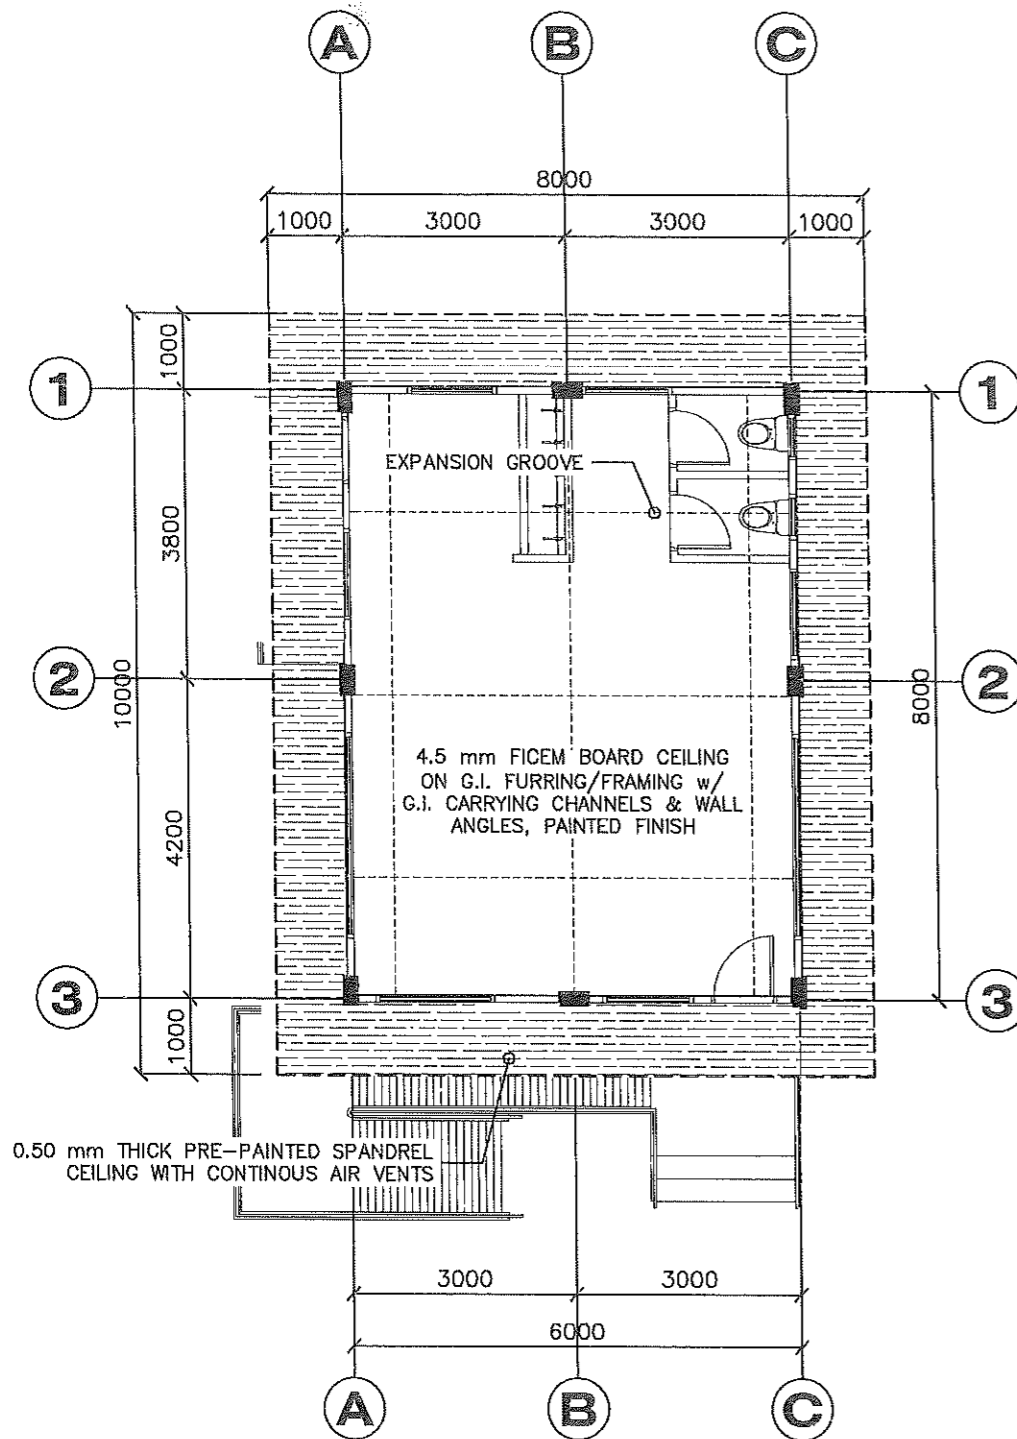 A
B
C
8000
1000
3000
3000
1000
1000
1
1
EXPANSION GROOVE
3800
10000
2
2
8000
4.5 mm FICEM BOARD CEILING
ON G.I. FURRING/FRAMING w/
G.I. CARRYING CHANNELS & WALL
ANGLES, PAINTED FINISH
4200
3
3
1000
0.50 mm THICK PRE-PAINTED SPANDREL
CEILING WITH CONTINOUS AIR VENTS
3000
3000
6000
A
B
C